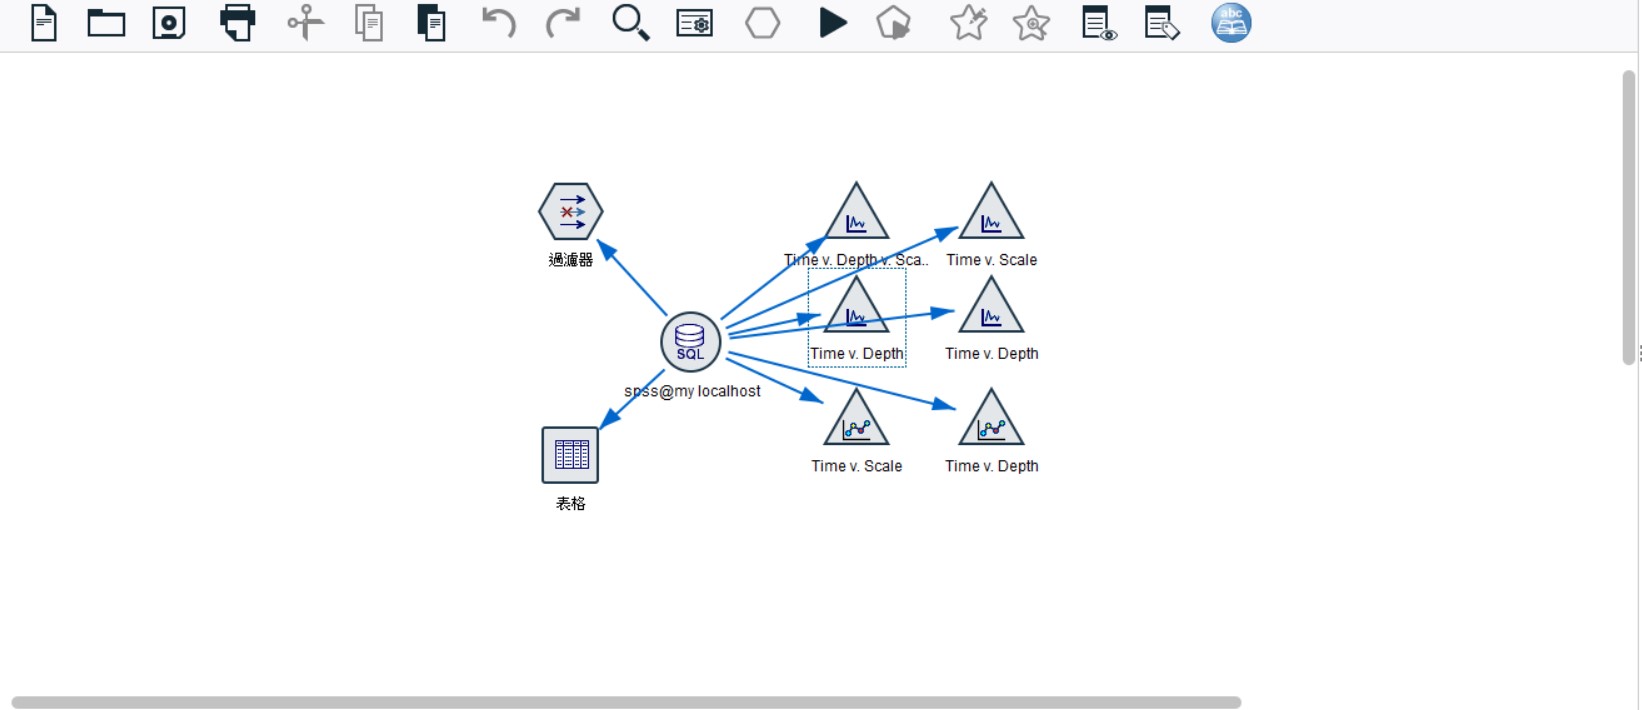 abc
過濾器
Time v. Depth v. Sca..
Time v. Scale
SQL
spss@my localhost
Time v. Depth
Time v. Depth
表格
Time v. Scale
Time v. Depth